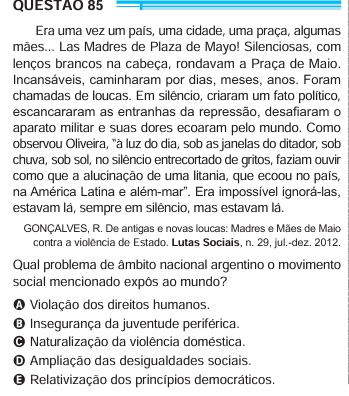 QUESTÃO 85
Era uma vez um país, uma cidade, uma praça, algumas
mães... Las Madres de Plaza de Mayo! Silenciosas, com
lenços brancos na cabeça, rondavam a Praça de Maio.
Incansáveis, caminharam por dias, meses, anos. Foram
chamadas de loucas. Em silêncio, criaram um fato político,
escancararam as entranhas da repressão, desafiaram o
aparato militar e suas dores ecoaram pelo mundo. Como
observou Oliveira, "à luz do dia, sob as janelas do ditador, sob
chuva, sob sol, no silêncio entrecortado de gritos, faziam ouvir
como que a alucinação de uma litania, que ecoou no país,
na América Latina e além-mar". Era impossível ignorá-las,
estavam lá, sempre em silêncio, mas estavam lá.
GONÇALVES, R. De antigas e novas loucas: Madres e Mães de Maio
contra a violência de Estado. Lutas Sociais, n. 29, jul.-dez. 2012.
Qual problema de âmbito nacional argentino o movimento
social mencionado expôs ao mundo?
A Violação dos direitos humanos.
B Insegurança da juventude periférica.
C Naturalização da violência doméstica.
D Ampliação das desigualdades sociais.
E Relativização dos princípios democráticos.